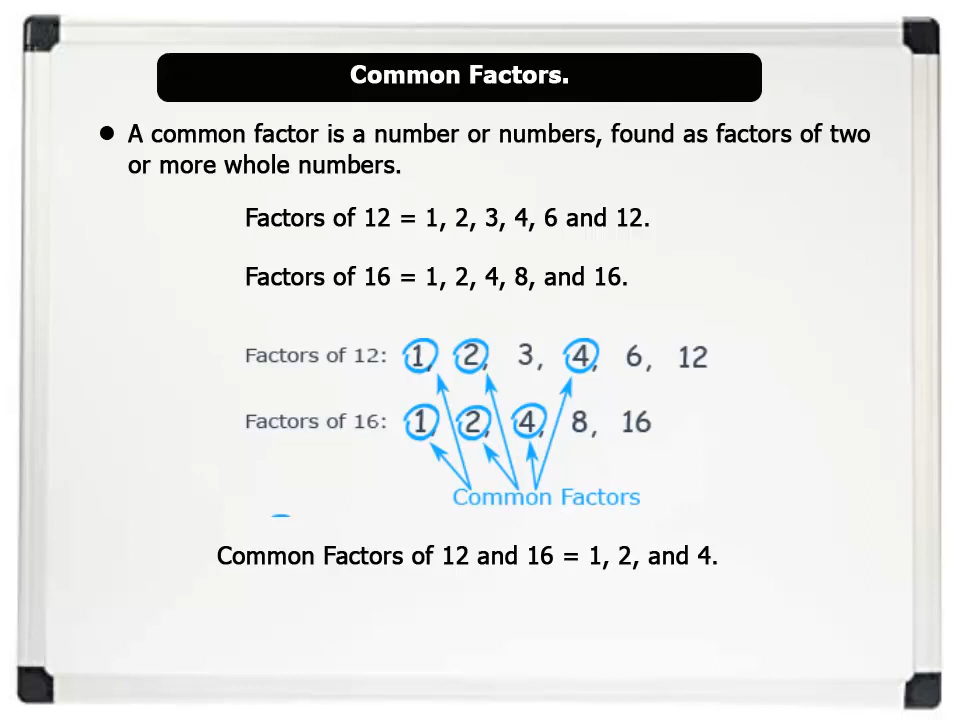 Common Factors.
● A common factor is a number or numbers, found as factors of two
or more whole numbers.
Factors of 12 = 1, 2, 3, 4, 6 and 12.
Factors of 16 = 1, 2, 4, 8, and 16.
Factors of 12: 1, 2, 3, 4, 6, 12
Factors of 16: 1, 2, 4, 8, 16
Common Factors
Common Factors of 12 and 16 = 1, 2, and 4.